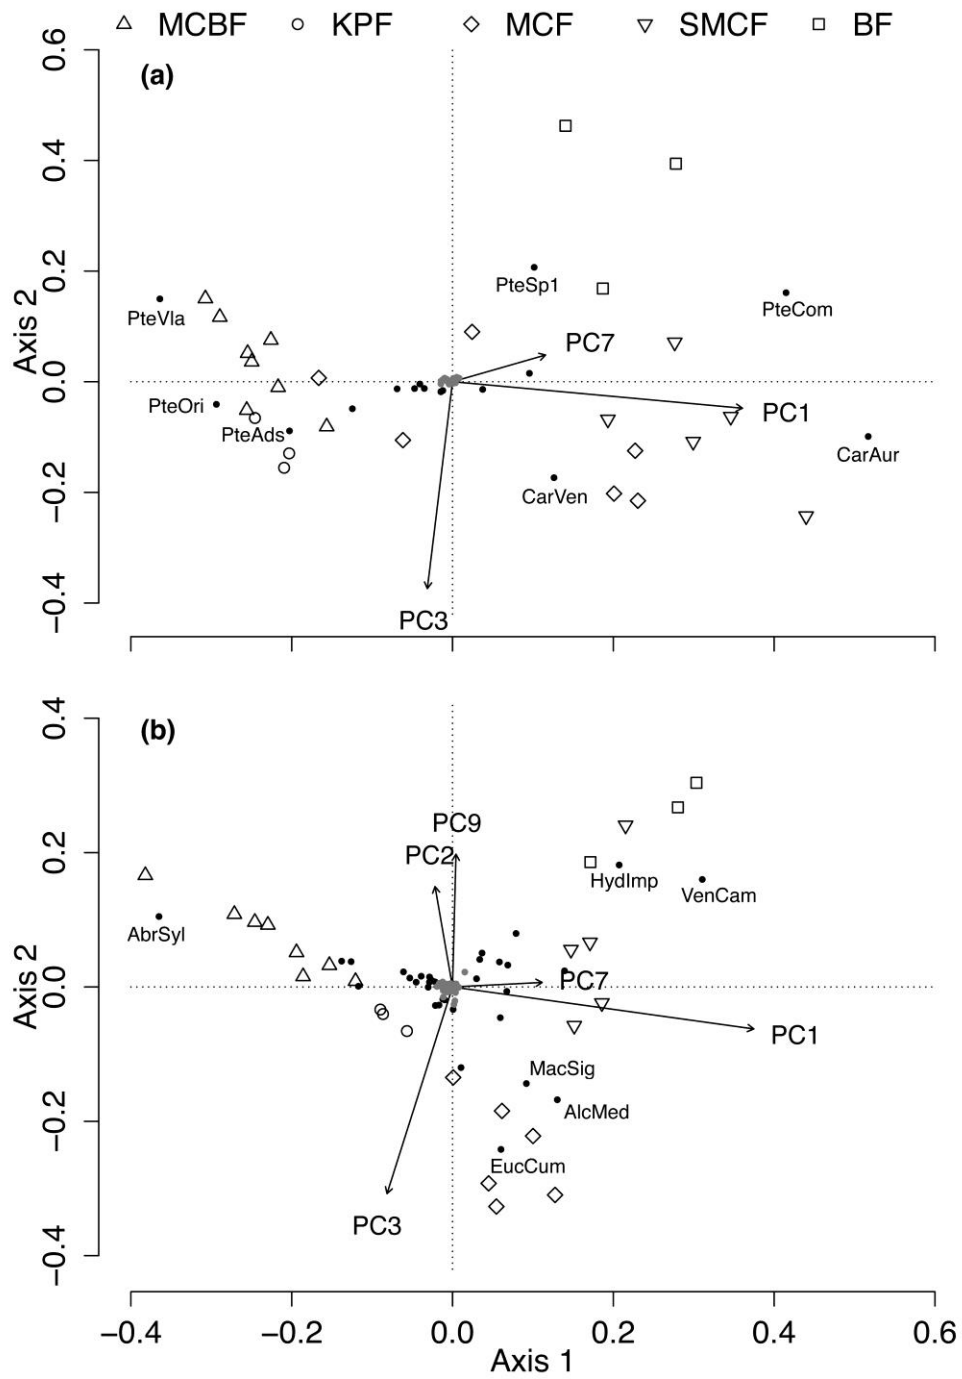 MCBF KPF MCF SMCF BF
(a)
0.6
0.4
0.2
0.0
−0.2
−0.4
Axis 2
PteSp1
PteCom
PteVla
PC7
PteOri
PC1
PteAds
CarAur
CarVen
PC3
(b)
0.4
0.2
0.0
−0.2
−0.4
Axis 2
PC9
PC2
HydImp
VenCam
AbrSyl
PC7
PC1
MacSig
AlcMed
EucCum
PC3
−0.4 −0.2 0.0 0.2 0.4 0.6
Axis 1